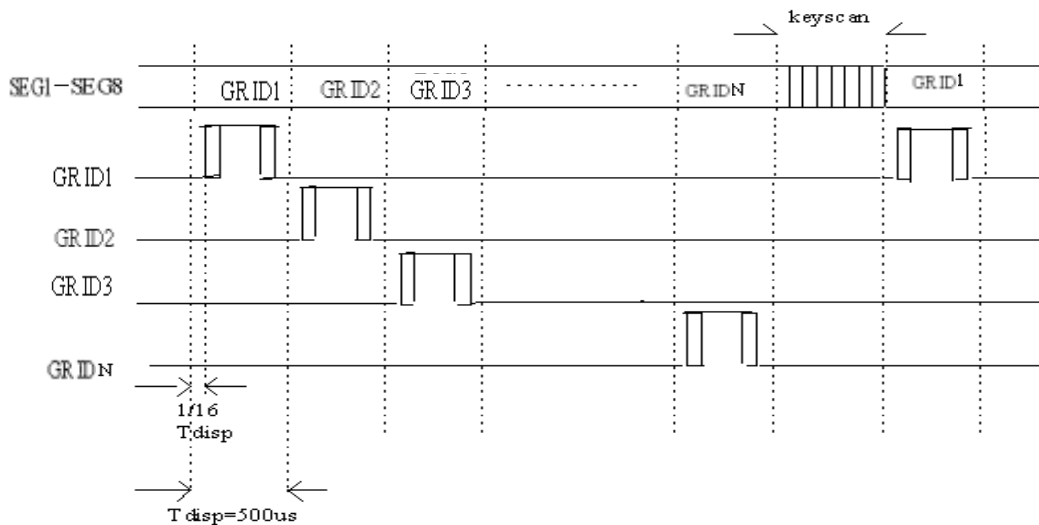 keyscan
SEG1-SEG8 GRID1 GRID2 GRID3 ............... GRIDN GRID1
GRID1
GRID2
GRID3
GRIDN
1/16
Tdisp
Tdisp=500us